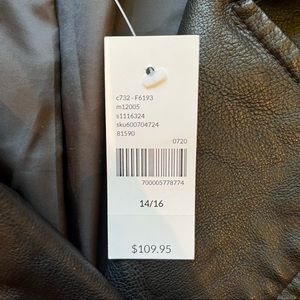 c732 - F6193
m12005
s1116324
sku600704724
81590
0720
700005778774
14/16
$109.95